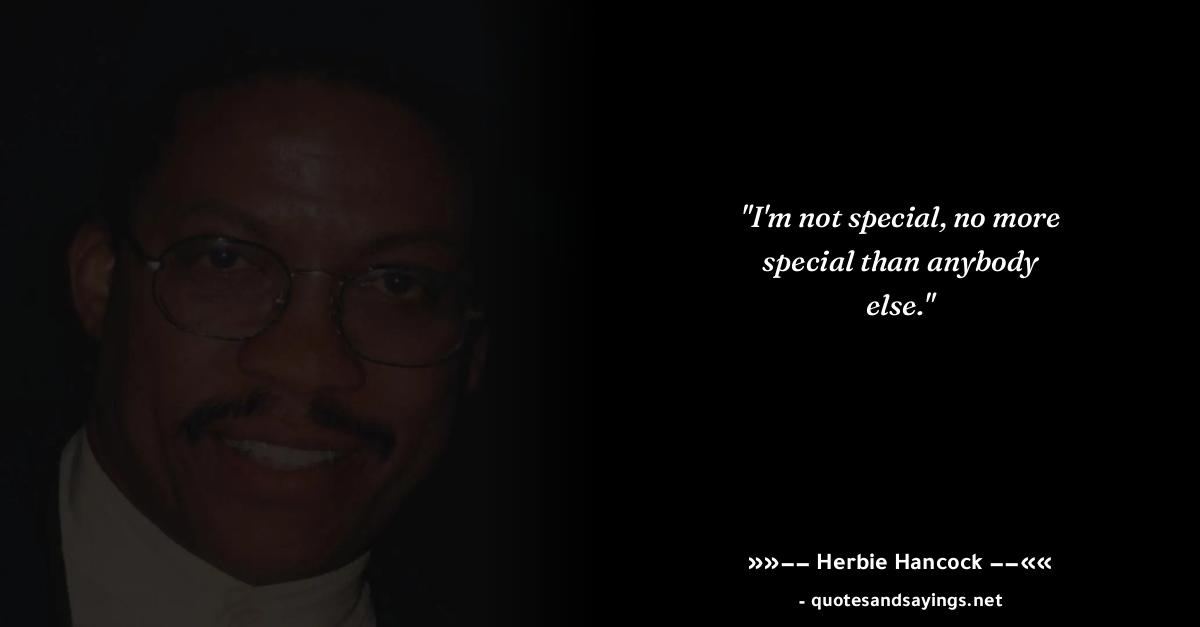 "I'm not special, no more
special than anybody
else."
»»−− Herbie Hancock −−««
- quotesandsayings.net